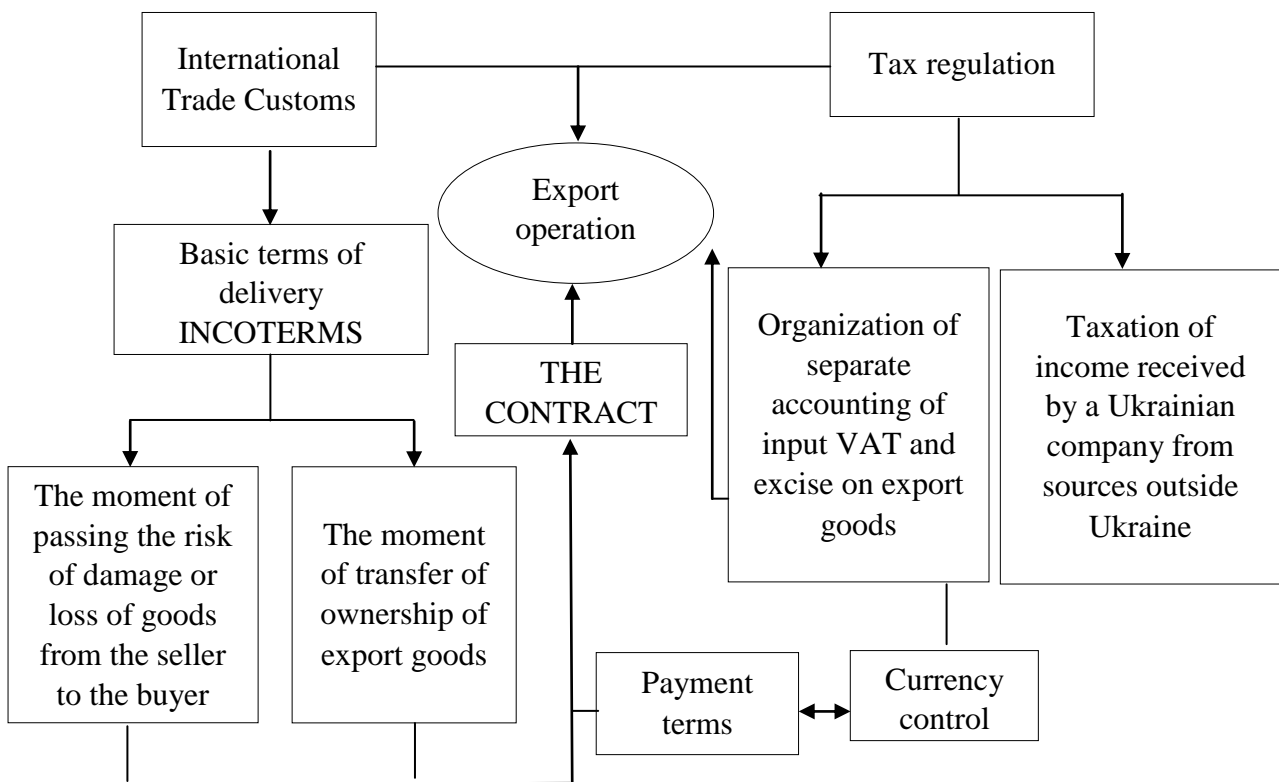 International
Trade Customs
Tax regulation
Export
operation
Basic terms of
delivery
INCOTERMS
THE
CONTRACT
Organization of
separate
accounting of
input VAT and
excise on export
goods
Taxation of
income received
by a Ukrainian
company from
sources outside
Ukraine
The moment of
passing the risk
of damage or
loss of goods
from the seller
to the buyer
The moment
of transfer of
ownership of
export goods
Payment
terms
Currency
control